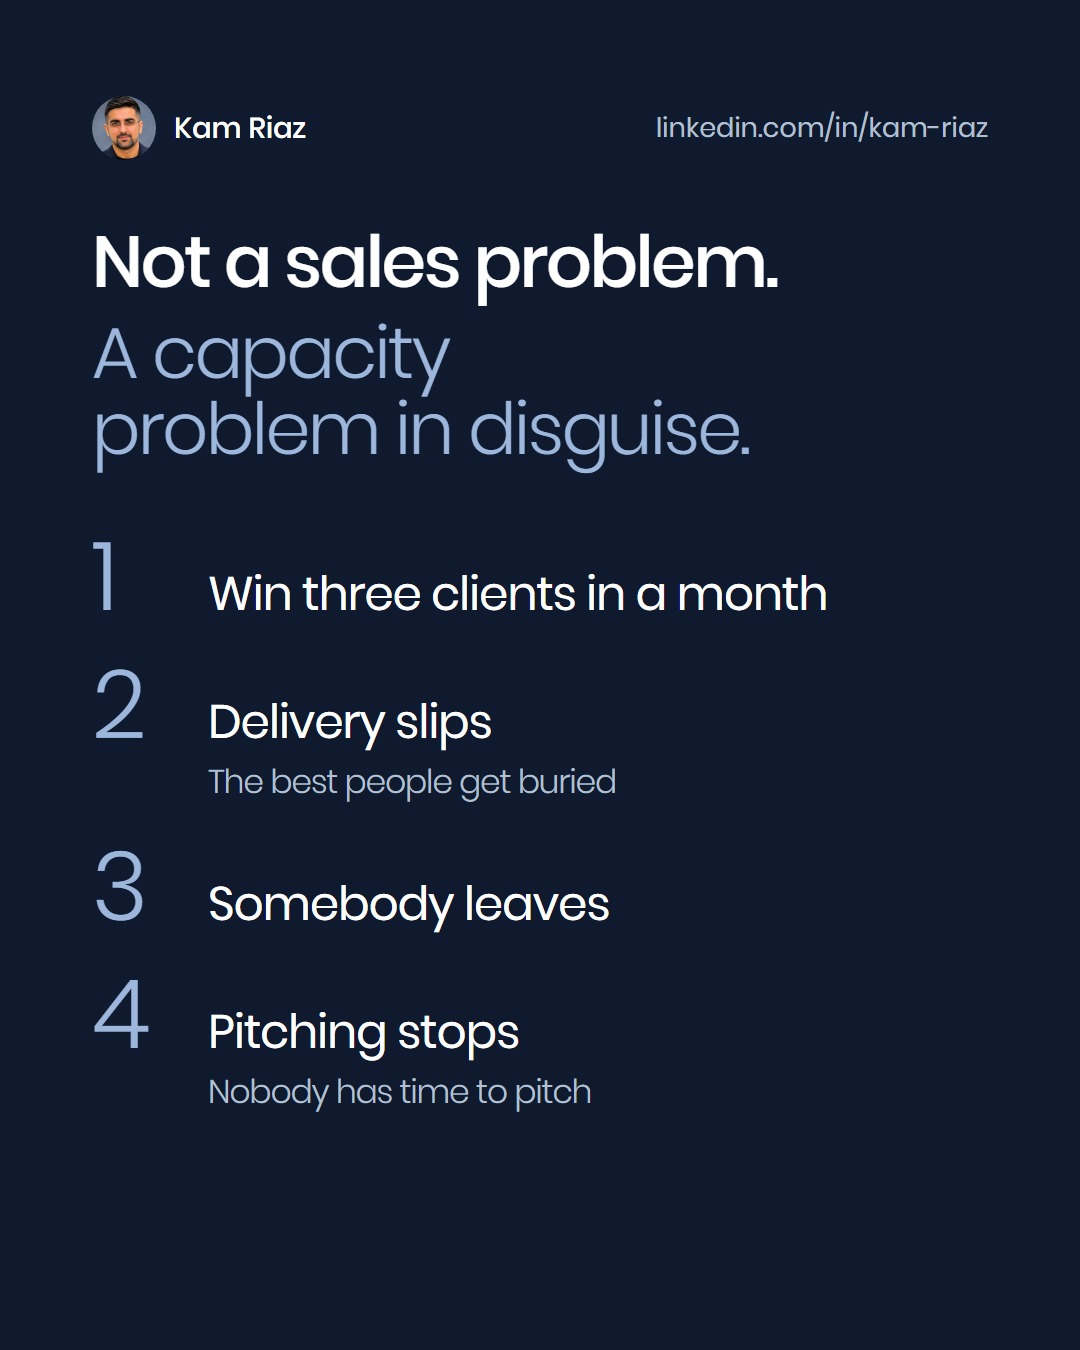 Kam Riaz
linkedin.com/in/kam-riaz
Not a sales problem.
A capacity
problem in disguise.
1
Win three clients in a month
2
Delivery slips
The best people get buried
3
Somebody leaves
4
Pitching stops
Nobody has time to pitch